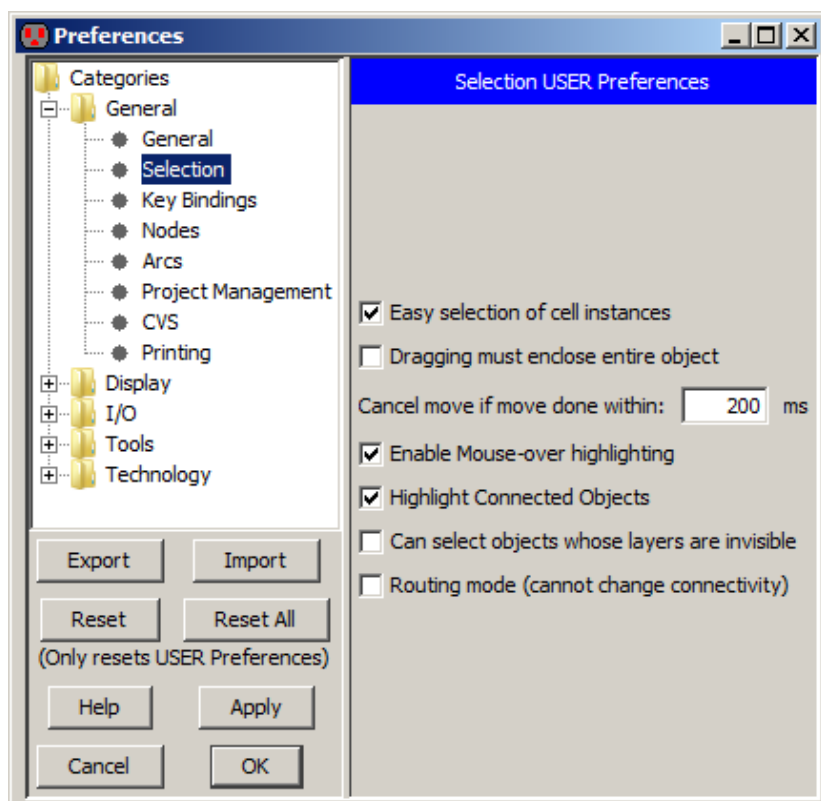 Preferences
Categories
General
General
Selection
Key Bindings
Nodes
Arcs
Project Management
CVS
Printing
Display
I/O
Tools
Technology
Export Import
Reset Reset All
(Only resets USER Preferences)
Help Apply
Cancel OK
Selection USER Preferences
Easy selection of cell instances
Dragging must enclose entire object
Cancel move if move done within: 200 ms
Enable Mouse-over highlighting
Highlight Connected Objects
Can select objects whose layers are invisible
Routing mode (cannot change connectivity)